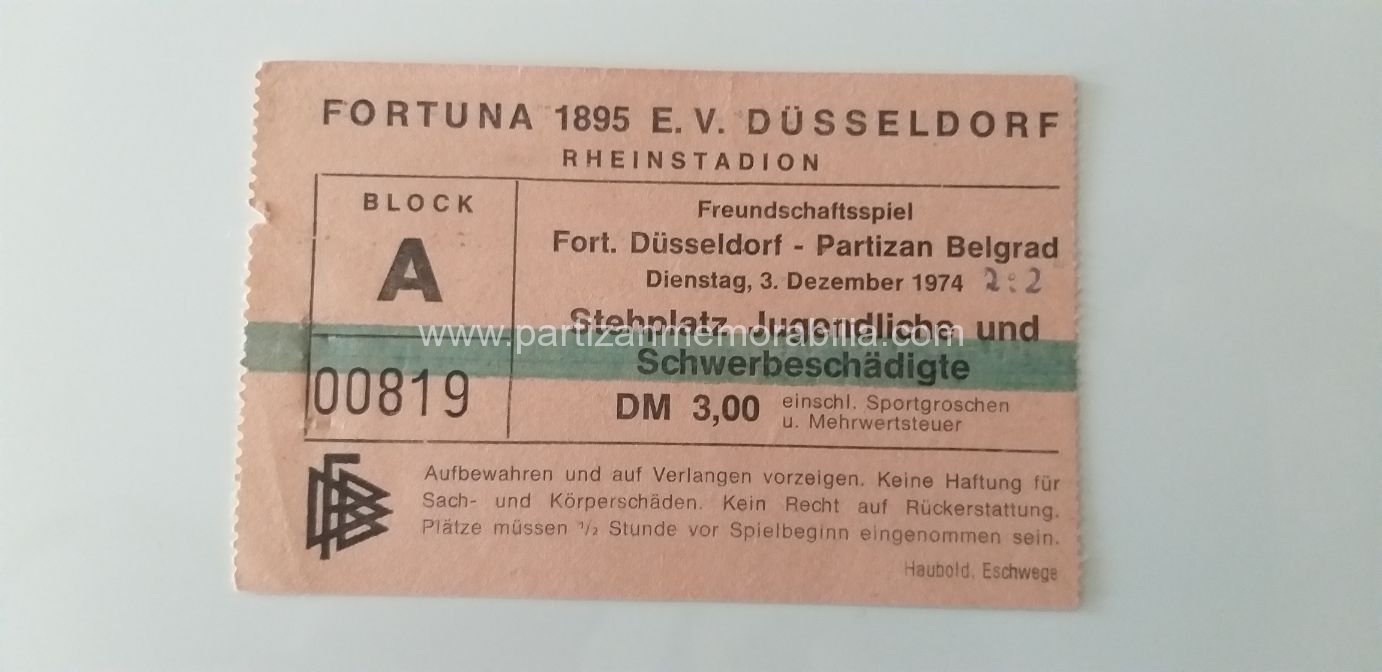 FORTUNA 1895 E. V. DÜSSELDORF
RHEINSTADION
BLOCK
A
00819
Freundschaftsspiel
Fort. Düsseldorf - Partizan Belgrad
Dienstag, 3. Dezember 1974 2:2
Stehplatz Jugendliche und
Schwerbeschädigte
www.partizanmemorabilia.com
DM 3,00 einschl. Sportgroschen
u. Mehrwertsteuer
DFB
Aufbewahren und auf Verlangen vorzeigen. Keine Haftung für
Sach- und Körperschäden. Kein Recht auf Rückerstattung.
Plätze müssen ½ Stunde vor Spielbeginn eingenommen sein.
Haubold, Eschwege